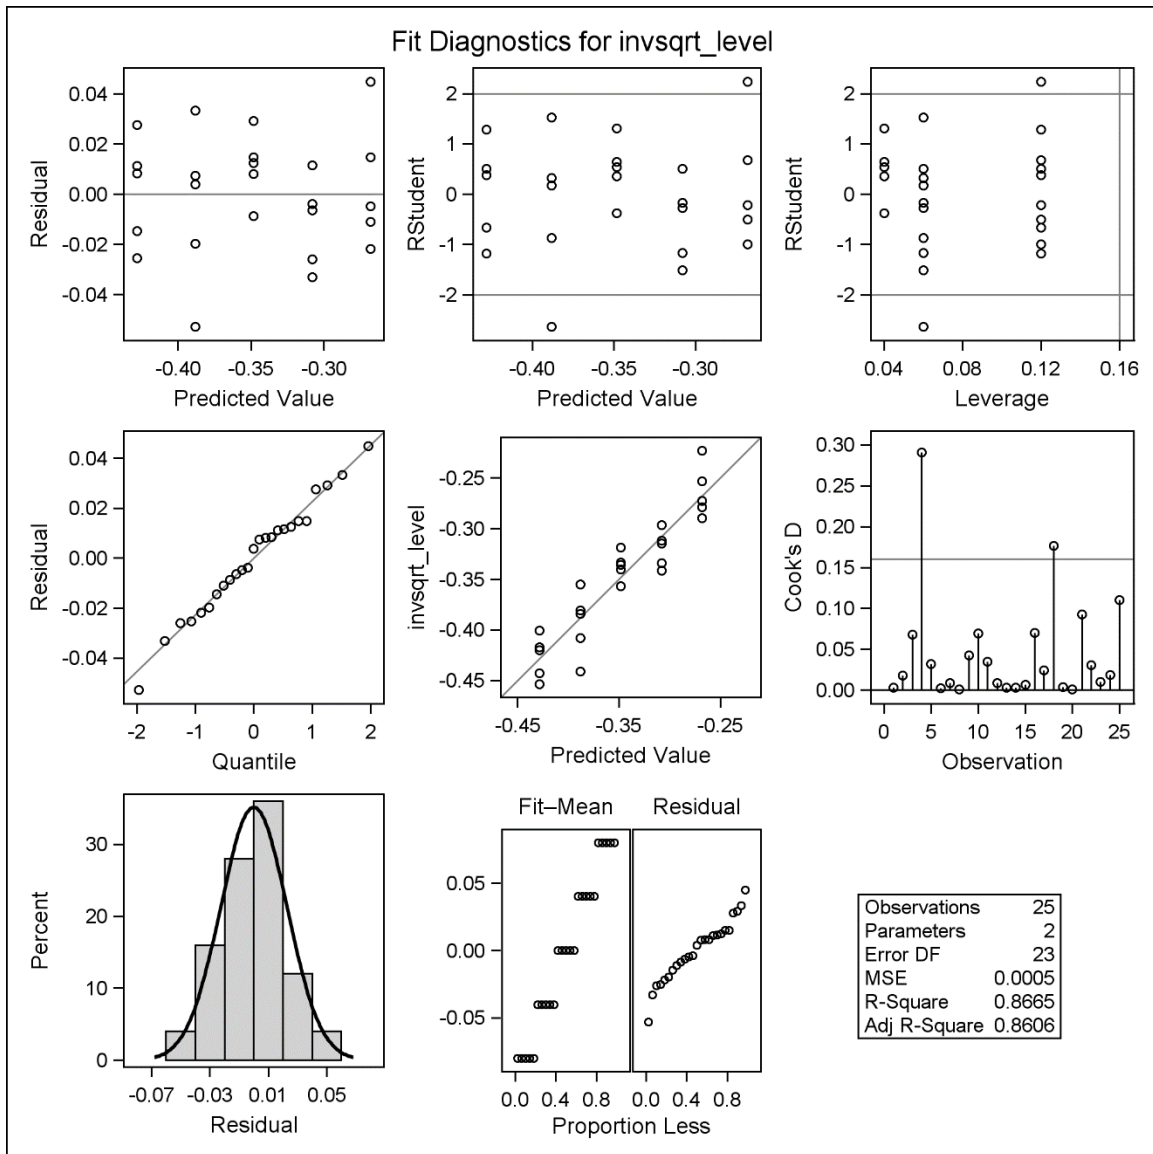 Fit Diagnostics for invsqrt_level
0.04
0.02
0.00
-0.02
-0.04
Residual
-0.40 -0.35 -0.30
Predicted Value
2
1
0
-1
-2
RStudent
-0.40 -0.35 -0.30
Predicted Value
2
1
0
-1
-2
RStudent
0.04 0.08 0.12 0.16
Leverage
0.04
0.02
0.00
-0.02
-0.04
Residual
-2 -1 0 1 2
Quantile
-0.25
-0.30
-0.35
-0.40
-0.45
invsqrt_level
-0.45 -0.35 -0.25
Predicted Value
0.30
0.25
0.20
0.15
0.10
0.05
0.00
Cook's D
0 5 10 15 20 25
Observation
30
20
10
0
Percent
-0.07 -0.03 0.01 0.05
Residual
Fit–Mean Residual
0.05
0.00
-0.05
0.0 0.4 0.8 0.0 0.4 0.8
Proportion Less
Observations 25
Parameters 2
Error DF 23
MSE 0.0005
R-Square 0.8665
Adj R-Square 0.8606